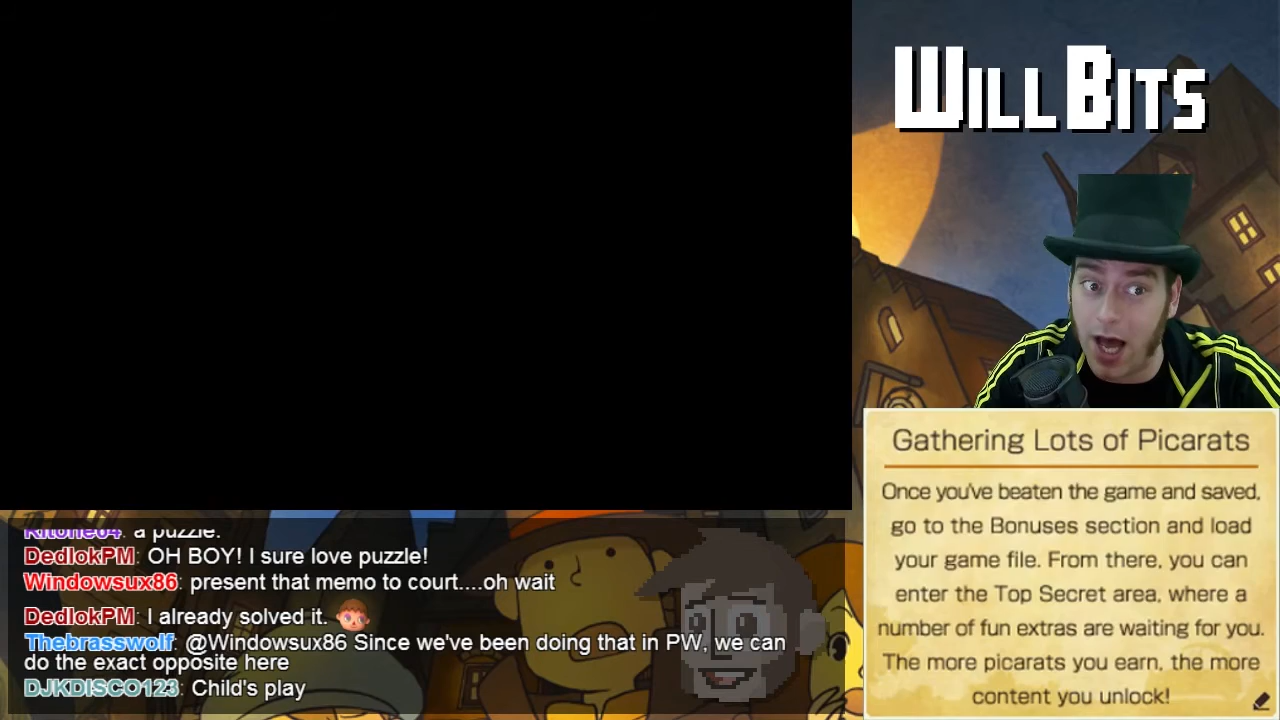 WILL BITS
Kitone64: a puzzle.
DedlokPM: OH BOY! I sure love puzzle!
Windowsux86: present that memo to court....oh wait
DedlokPM: I already solved it.
Thebrasswolf: @Windowsux86 Since we've been doing that in PW, we can
do the exact opposite here
DJKDISCO123: Child's play
Gathering Lots of Picarats
Once you've beaten the game and saved,
go to the Bonuses section and load
your game file. From there, you can
enter the Top Secret area, where a
number of fun extras are waiting for you.
The more picarats you earn, the more
content you unlock!